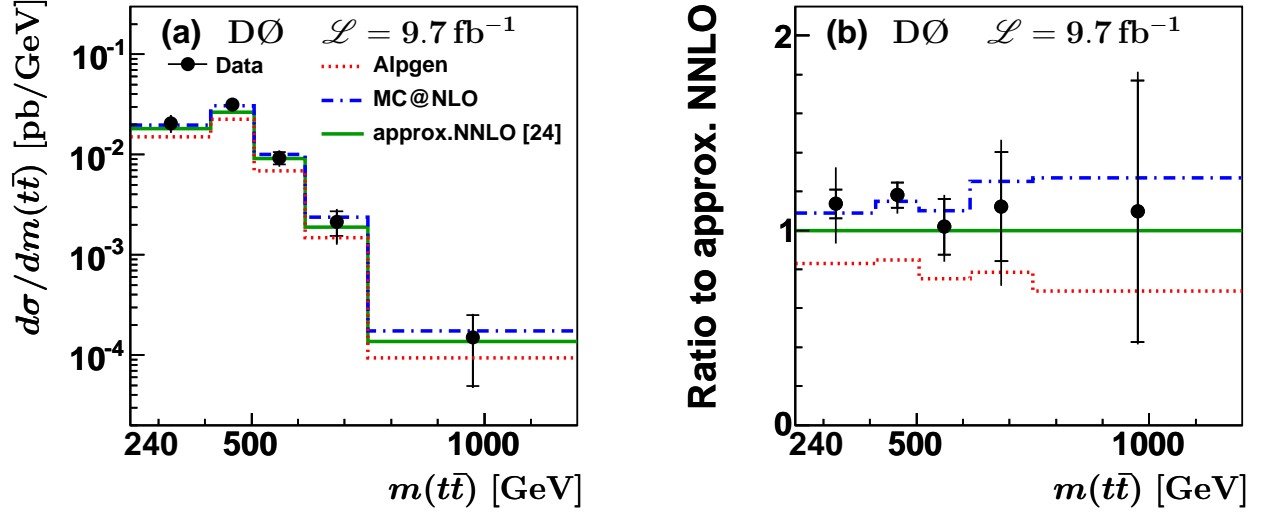 (a) DØ ℒ = 9.7 fb⁻¹
Data
Alpgen
MC@NLO
approx.NNLO [24]
dσ/dm(tt̄) [pb/GeV]
10⁻¹
10⁻²
10⁻³
10⁻⁴
240 500 1000
m(tt̄) [GeV]
(b) DØ ℒ = 9.7 fb⁻¹
Ratio to approx. NNLO
2
1
0
240 500 1000
m(tt̄) [GeV]